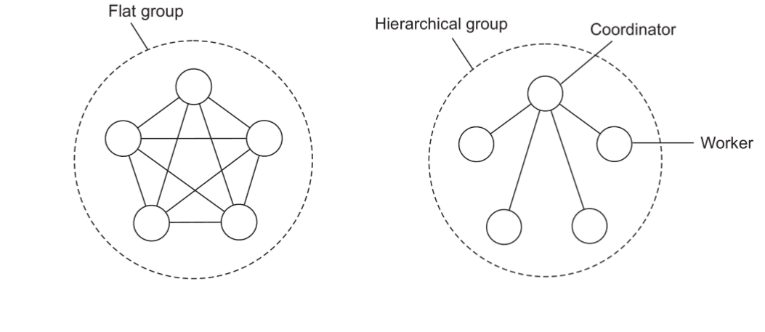 Flat group
Hierarchical group
Coordinator
Worker